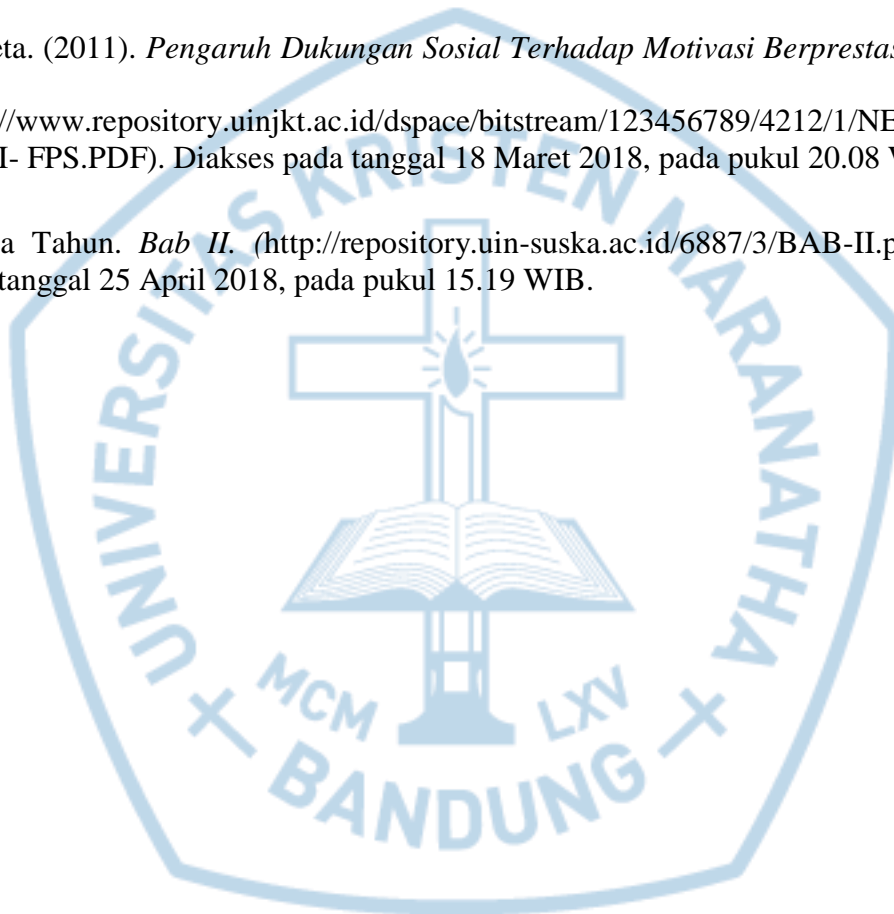 eta. (2011). Pengaruh Dukungan Sosial Terhadap Motivasi Berprestas
//www.repository.uinjkt.ac.id/dspace/bitstream/123456789/4212/1/NE
I- FPS.PDF). Diakses pada tanggal 18 Maret 2018, pada pukul 20.08
a Tahun. Bab II. (http://repository.uin-suska.ac.id/6887/3/BAB-II.p
tanggal 25 April 2018, pada pukul 15.19 WIB.
UNIVERSITAS KRISTEN MARANATHA
MCM LXV
BANDUNG